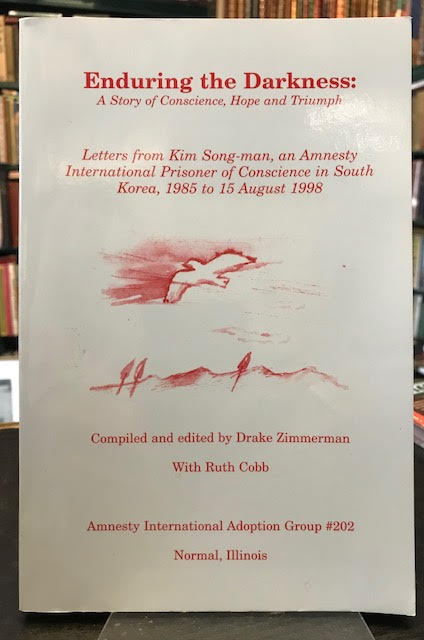 Enduring the Darkness:
A Story of Conscience, Hope and Triumph
Letters from Kim Song-man, an Amnesty
International Prisoner of Conscience in South
Korea, 1985 to 15 August 1998
Compiled and edited by Drake Zimmerman
With Ruth Cobb
Amnesty International Adoption Group #202
Normal, Illinois